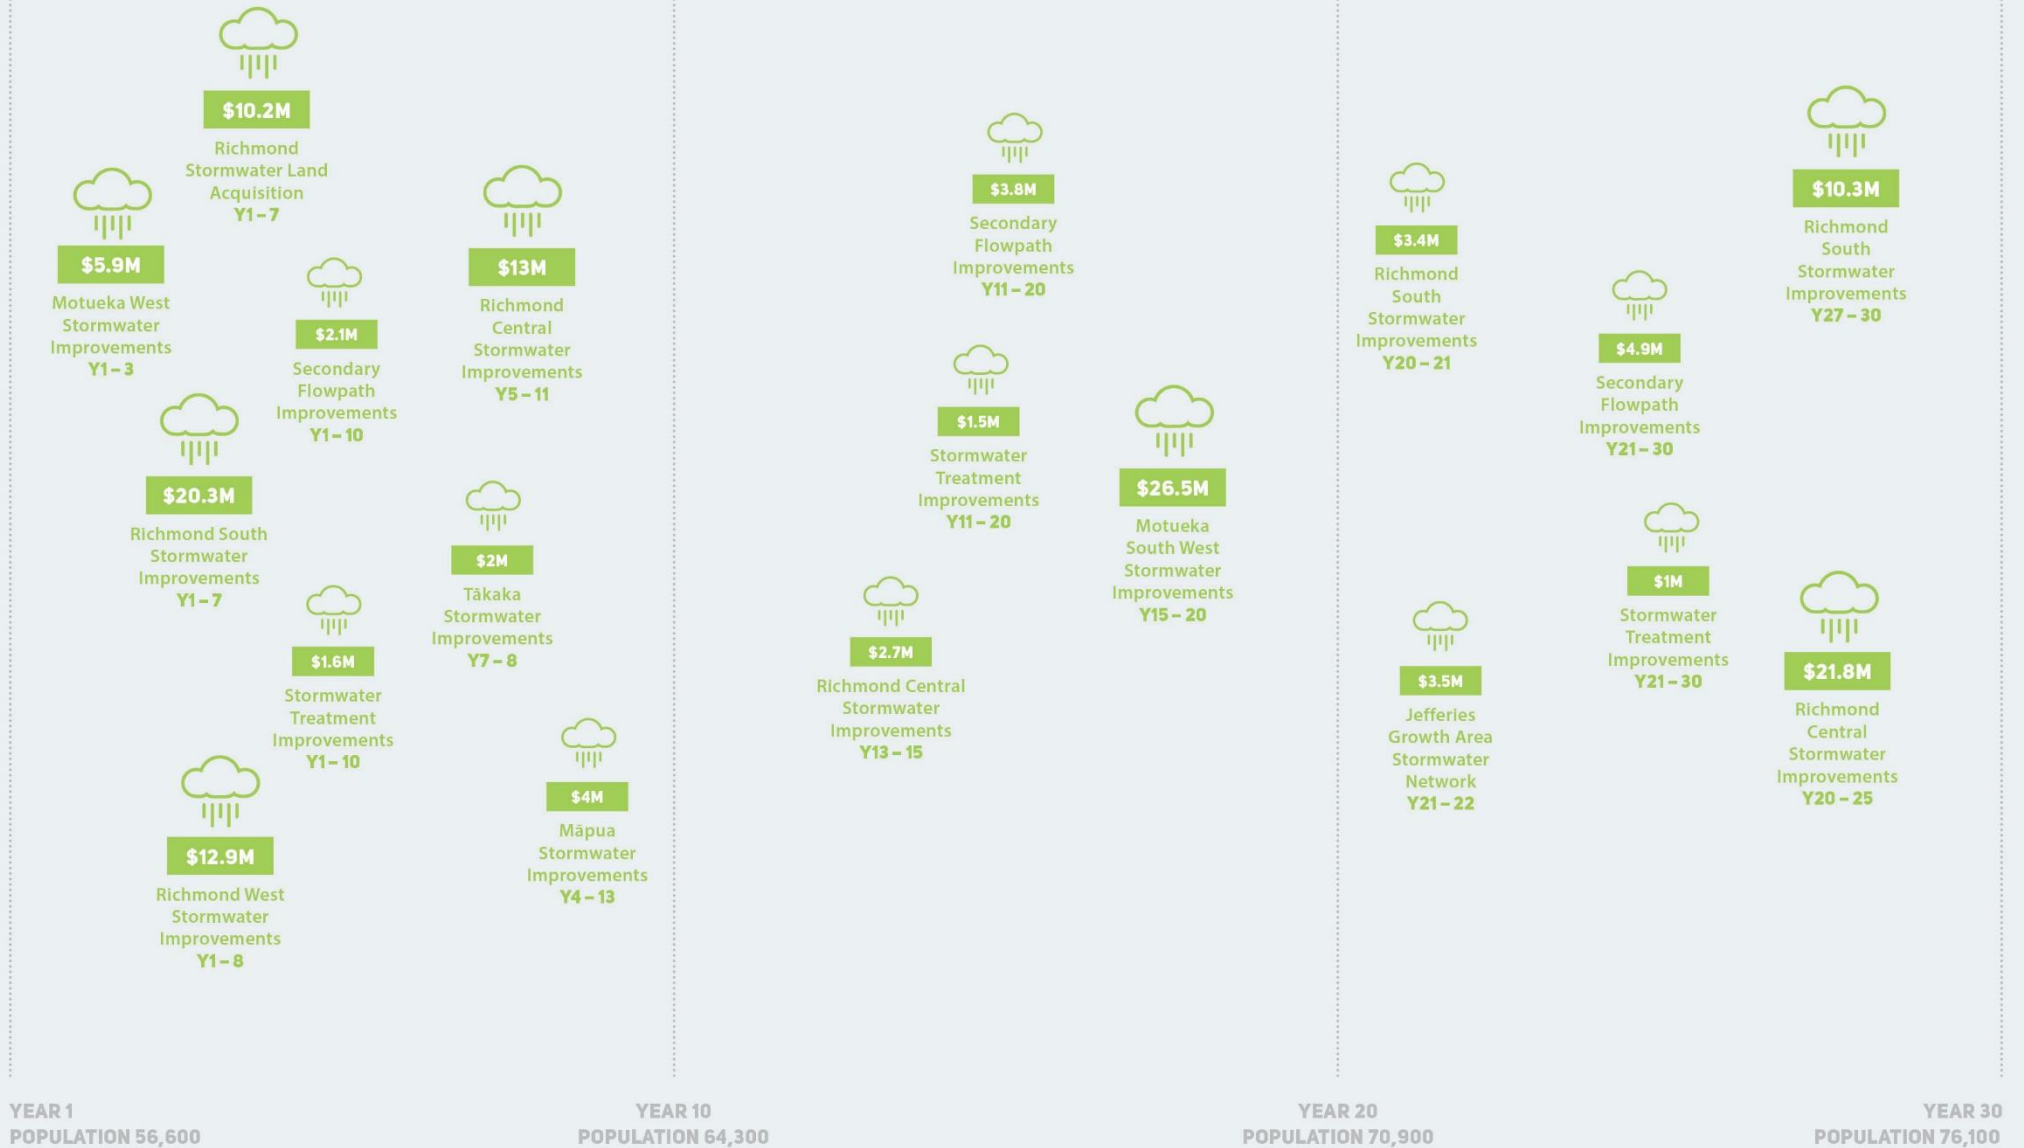 $10.2M
Richmond
Stormwater Land
Acquisition
Y1 – 7
$5.9M
Motueka West
Stormwater
Improvements
Y1 – 3
$2.1M
Secondary
Flowpath
Improvements
Y1 – 10
$13M
Richmond
Central
Stormwater
Improvements
Y5 – 11
$20.3M
Richmond South
Stormwater
Improvements
Y1 – 7
$2M
Tākaka
Stormwater
Improvements
Y7 – 8
$1.6M
Stormwater
Treatment
Improvements
Y1 – 10
$4M
Māpua
Stormwater
Improvements
Y4 – 13
$12.9M
Richmond West
Stormwater
Improvements
Y1 – 8
$3.8M
Secondary
Flowpath
Improvements
Y11 – 20
$1.5M
Stormwater
Treatment
Improvements
Y11 – 20
$26.5M
Motueka
South West
Stormwater
Improvements
Y15 – 20
$2.7M
Richmond Central
Stormwater
Improvements
Y13 – 15
$3.4M
Richmond
South
Stormwater
Improvements
Y20 – 21
$10.3M
Richmond
South
Stormwater
Improvements
Y27 – 30
$4.9M
Secondary
Flowpath
Improvements
Y21 – 30
$1M
Stormwater
Treatment
Improvements
Y21 – 30
$3.5M
Jefferies
Growth Area
Stormwater
Network
Y21 – 22
$21.8M
Richmond
Central
Stormwater
Improvements
Y20 – 25
YEAR 1
POPULATION 56,600
YEAR 10
POPULATION 64,300
YEAR 20
POPULATION 70,900
YEAR 30
POPULATION 76,100